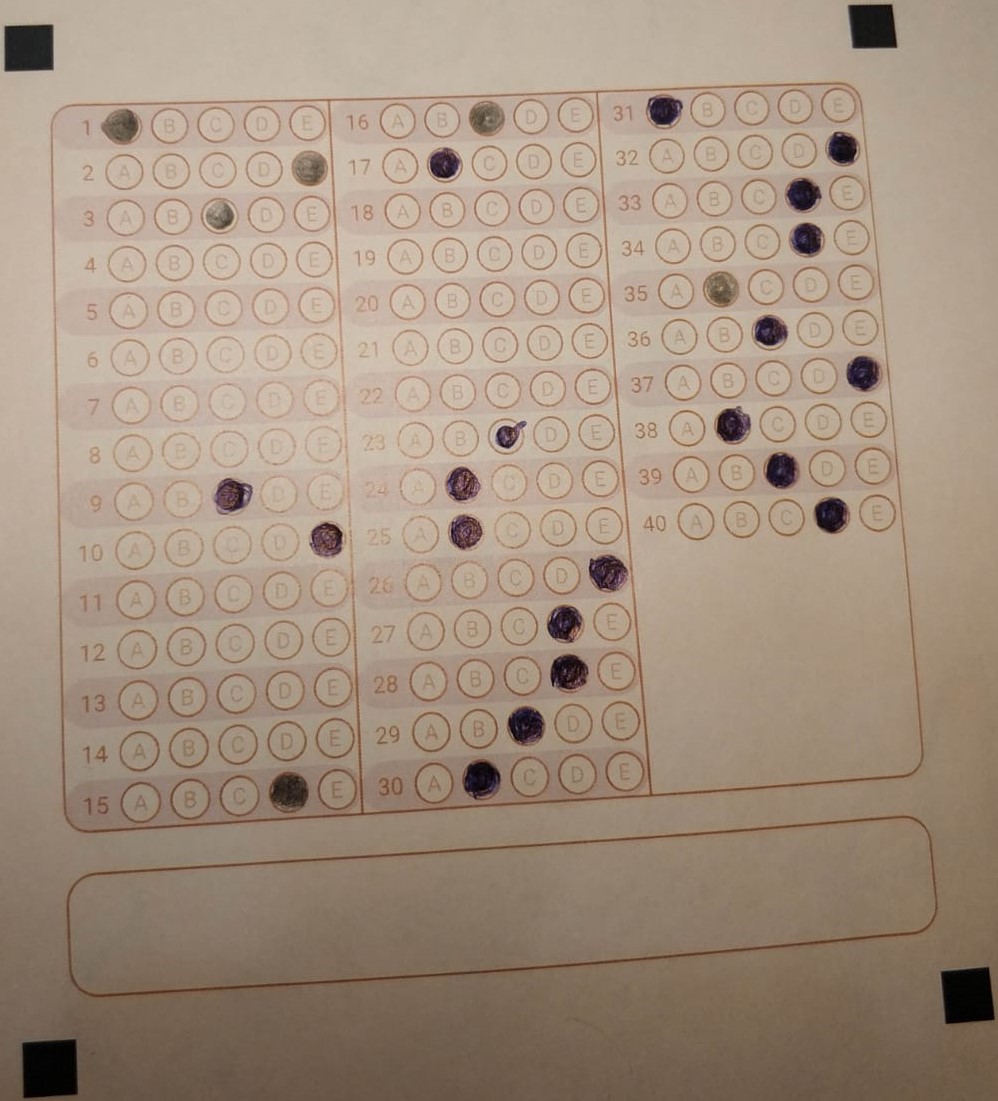 1 B C D E
2 A B C D
3 A B D E
4 A B C D E
5 A B C D E
6 A B C D E
7 A B C D E
8 A B C D E
9 A B D E
10 A B C D
11 A B C D E
12 A B C D E
13 A B C D E
14 A B C D E
15 A B C E
16 A B D E
17 A C D E
18 A B C D E
19 A B C D E
20 A B C D E
21 A B C D E
22 A B C D E
23 A B D E
24 A C D E
25 A C D E
26 A B C D
27 A B C E
28 A B C E
29 A B D E
30 A C D E
31 B C D E
32 A B C D
33 A B C E
34 A B C E
35 A C D E
36 A B D E
37 A B C D
38 A C D E
39 A B D E
40 A B C E